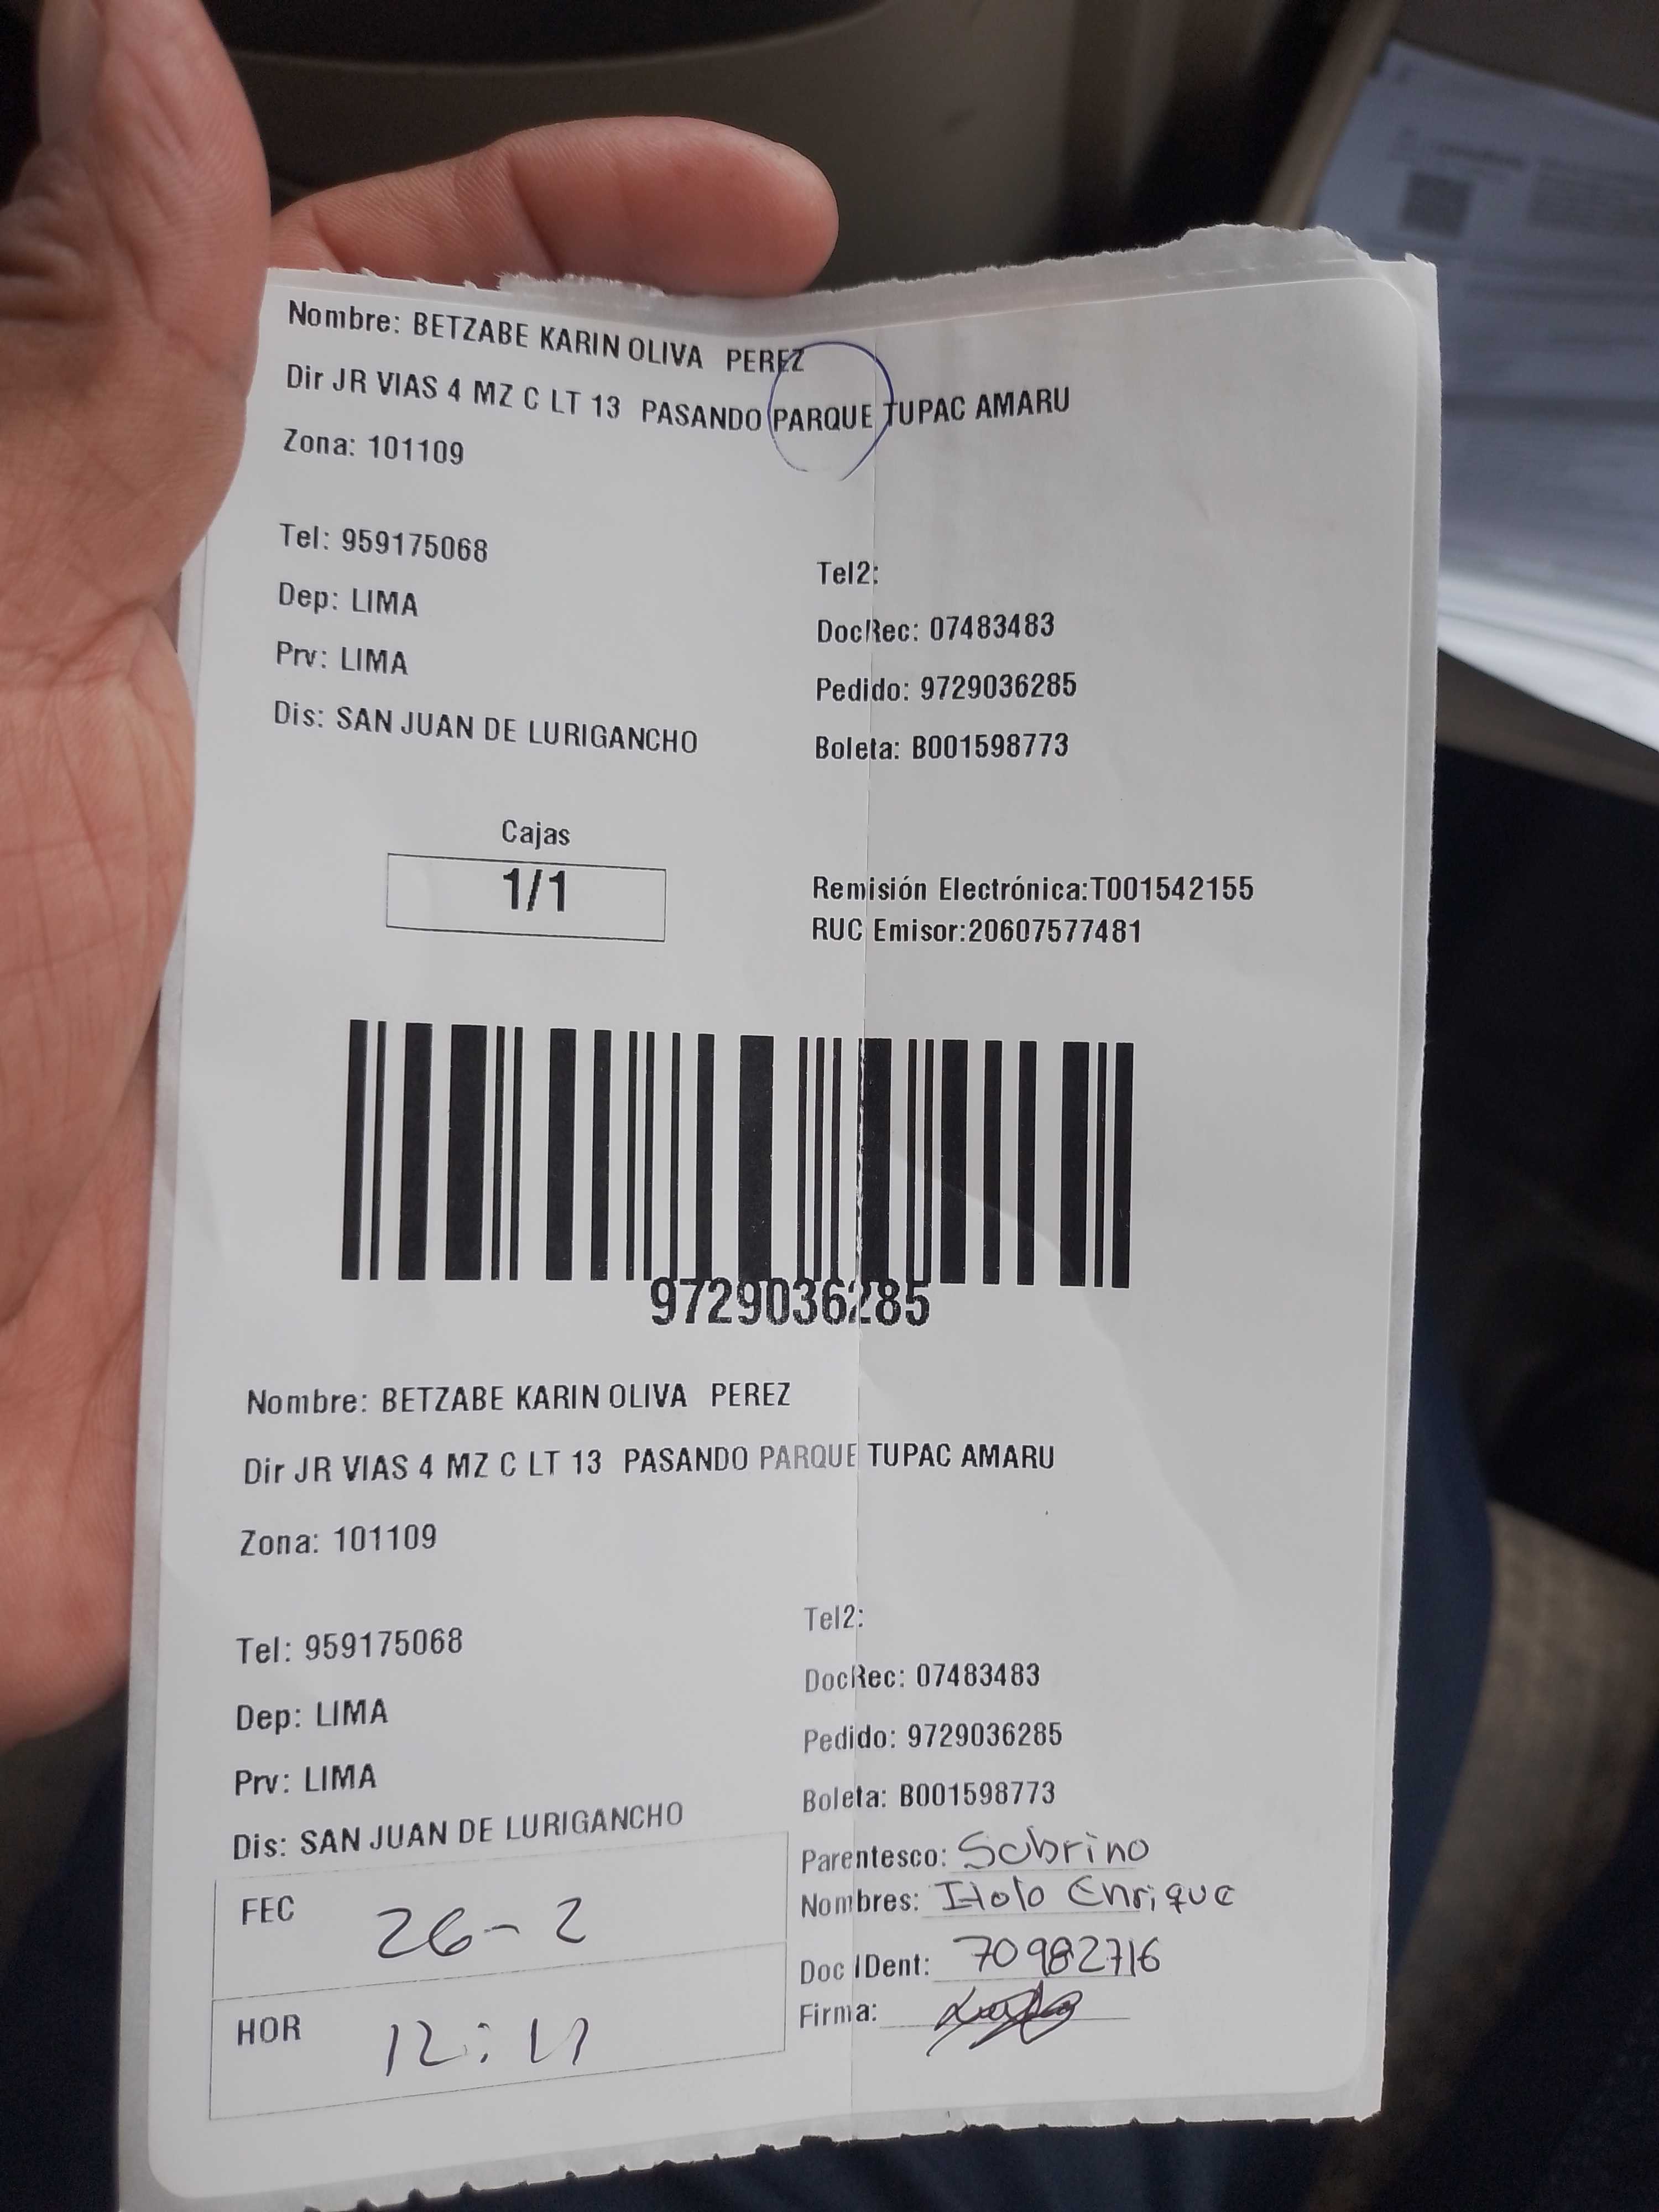 Nombre: BETZABE KARIN OLIVA PEREZ
Dir JR VIAS 4 MZ C LT 13 PASANDO PARQUE TUPAC AMARU
Zona: 101109
Tel: 959175068
Tel2:
Dep: LIMA
DocRec: 07483483
Prv: LIMA
Pedido: 9729036285
Dis: SAN JUAN DE LURIGANCHO
Boleta: B001598773
Cajas
1/1
Remisión Electrónica:T001542155
RUC Emisor:20607577481
9729036285
Nombre: BETZABE KARIN OLIVA PEREZ
Dir JR VIAS 4 MZ C LT 13 PASANDO PARQUE TUPAC AMARU
Zona: 101109
Tel: 959175068
Tel2:
Dep: LIMA
DocRec: 07483483
Prv: LIMA
Pedido: 9729036285
Dis: SAN JUAN DE LURIGANCHO
Boleta: B001598773
Parentesco: Sobrino
FEC 26-2
Nombres: Enrique
Doc IDent: 70982716
HOR
Firma: